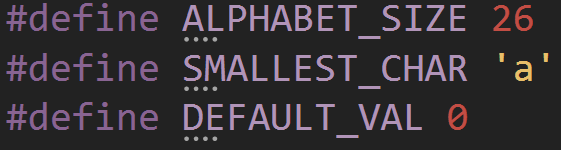 #define ALPHABET_SIZE 26
#define SMALLEST_CHAR 'a'
#define DEFAULT_VAL 0